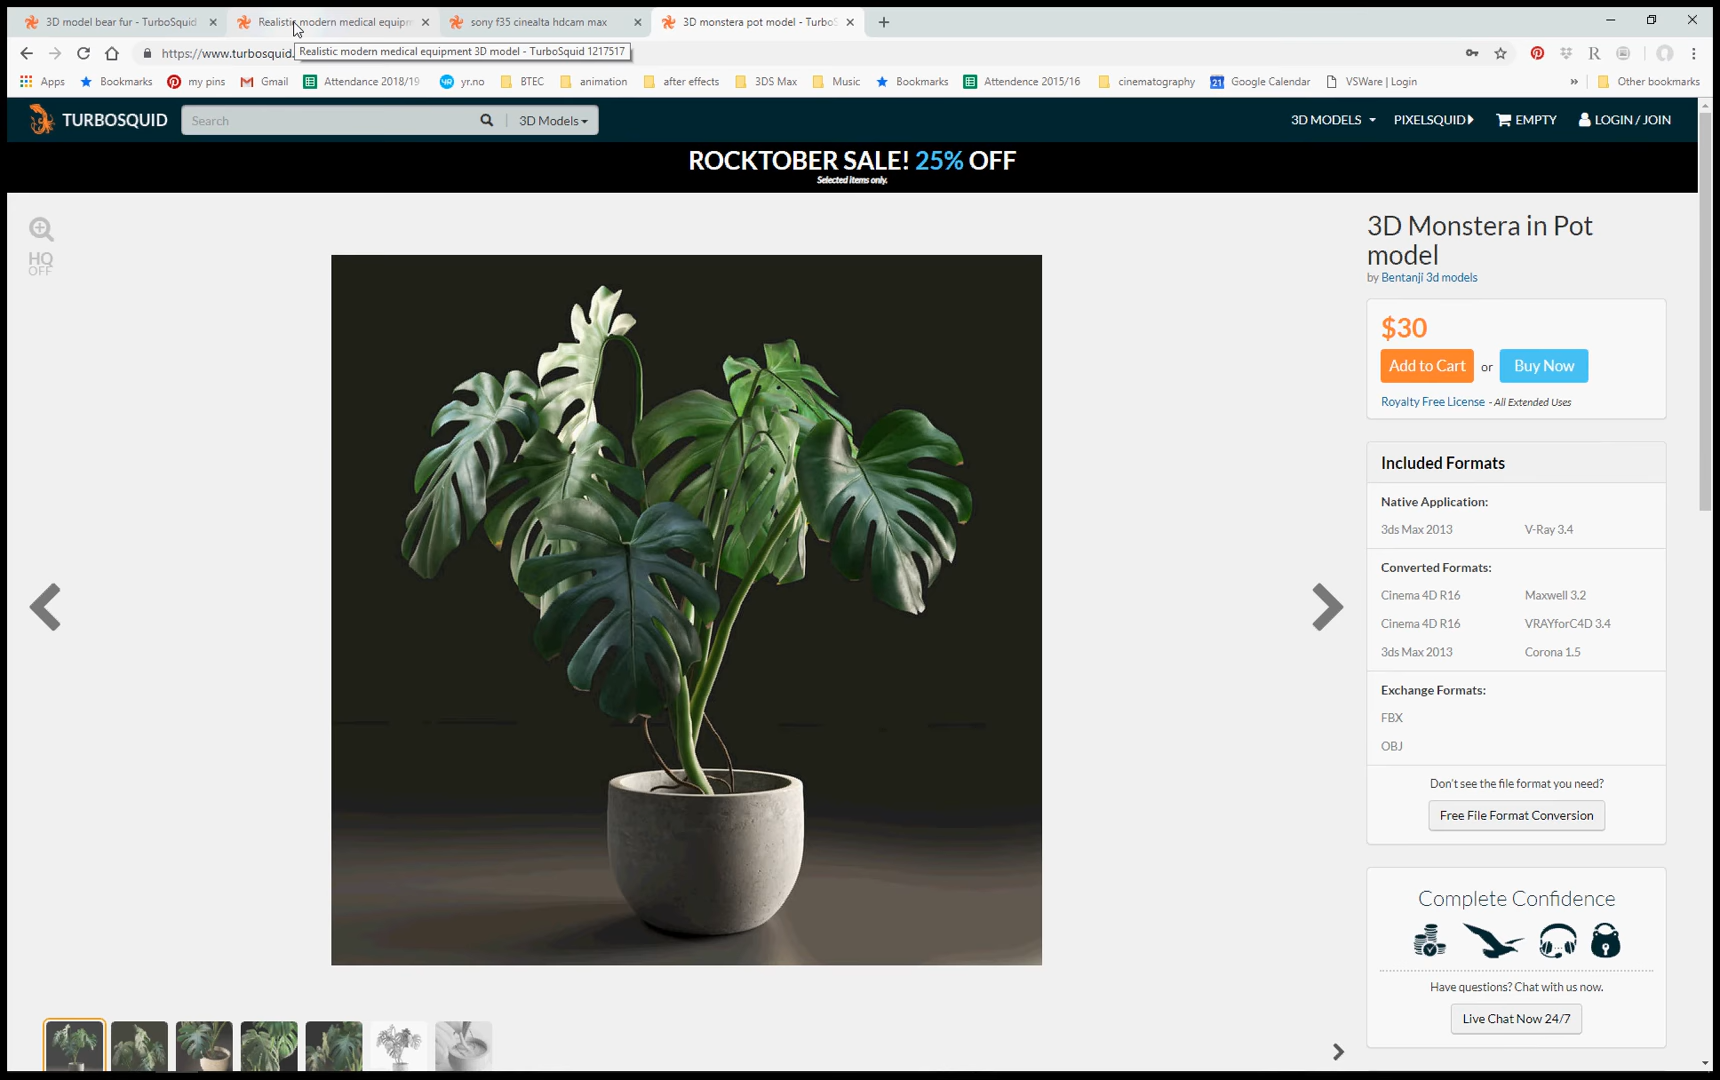 3D model bear fur - TurboSquid
Realistic modern medical equipm
sony f35 cinealta hdcam max
3D monstera pot model - TurboS
https://www.turbosquid.
Realistic modern medical equipment 3D model - TurboSquid 1217517
Apps
Bookmarks
my pins
Gmail
Attendance 2018/19
yr.no
BTEC
animation
after effects
3DS Max
Music
Bookmarks
Attendence 2015/16
cinematography
Google Calendar
VSWare | Login
»
Other bookmarks
TURBOSQUID
Search
3D Models
3D MODELS
PIXELSQUID
EMPTY
LOGIN / JOIN
ROCKTOBER SALE! 25% OFF
Selected items only.
HQ
OFF
3D Monstera in Pot
model
by Bentanji 3d models
$30
Add to Cart or Buy Now
Royalty Free License - All Extended Uses
Included Formats
Native Application:
3ds Max 2013 V-Ray 3.4
Converted Formats:
Cinema 4D R16 Maxwell 3.2
Cinema 4D R16 VRAYforC4D 3.4
3ds Max 2013 Corona 1.5
Exchange Formats:
FBX
OBJ
Don't see the file format you need?
Free File Format Conversion
Complete Confidence
Have questions? Chat with us now.
Live Chat Now 24/7